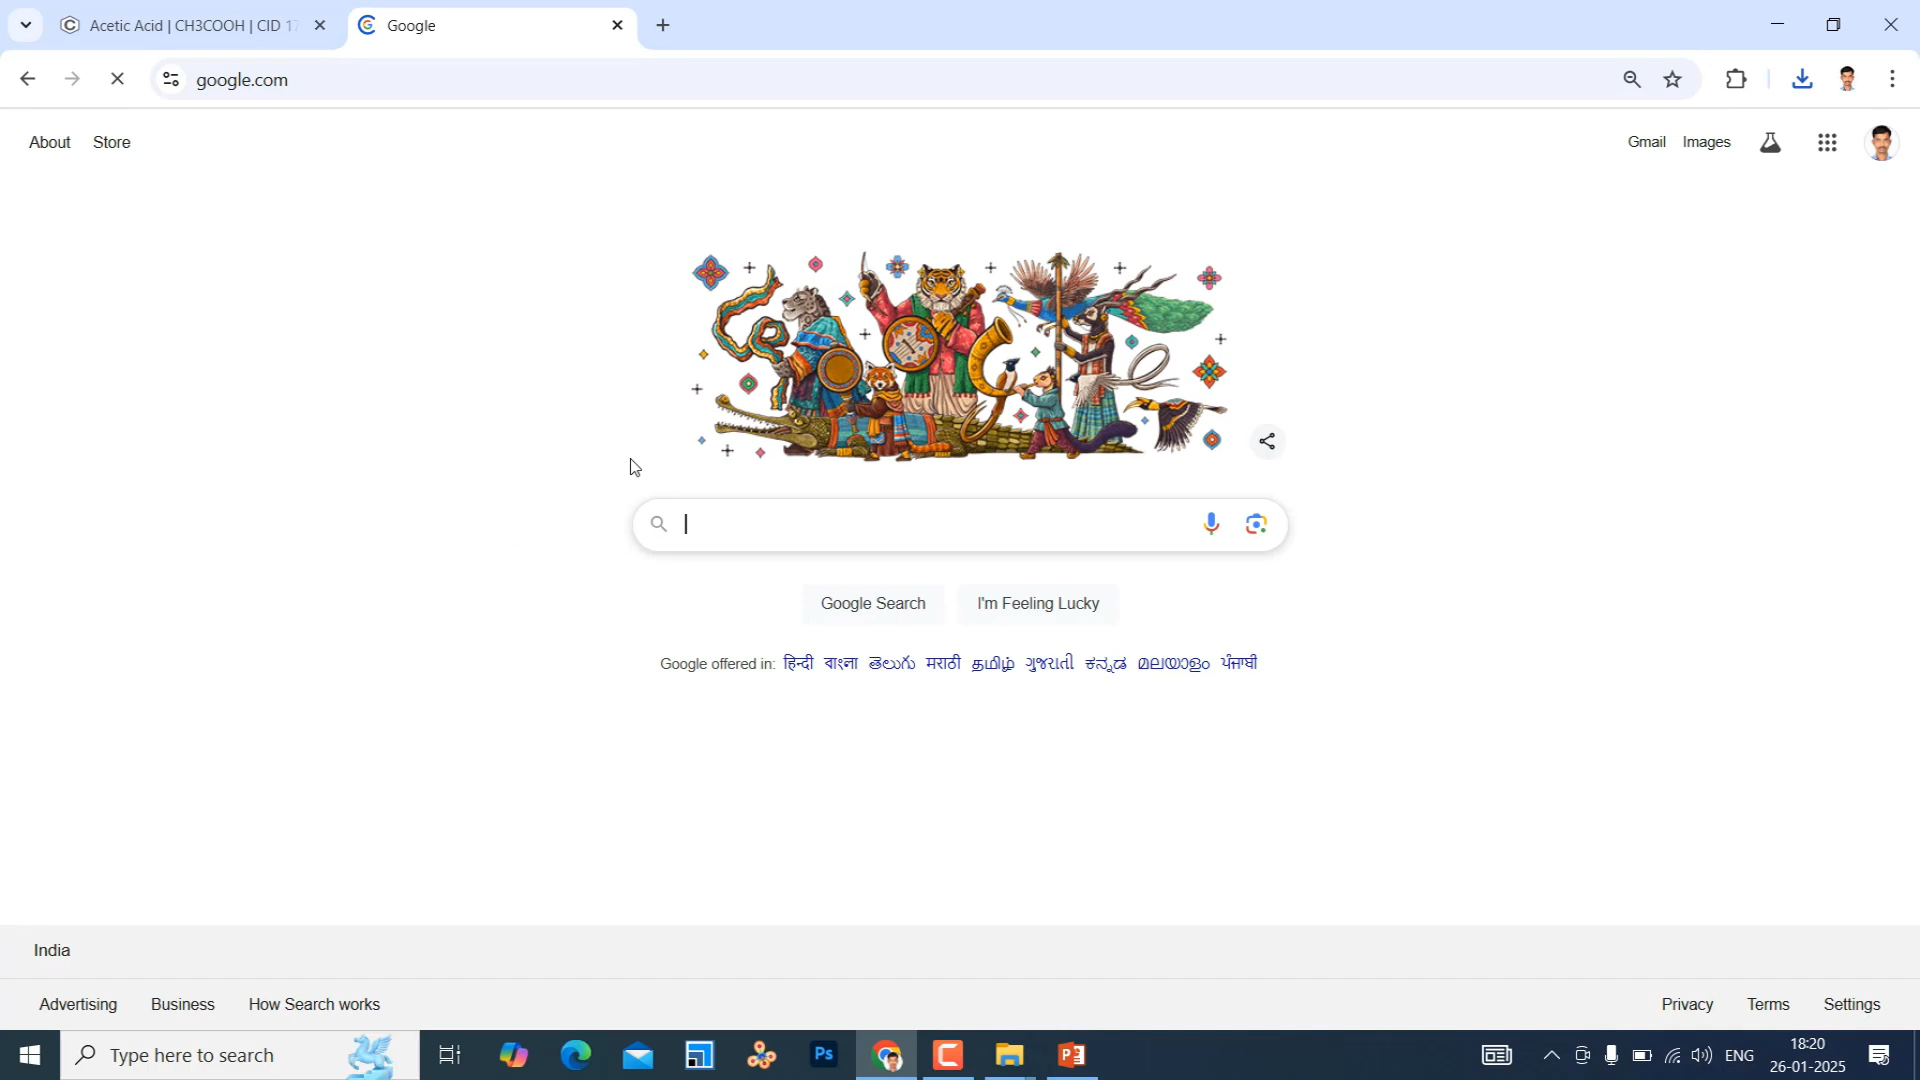 Acetic Acid | CH3COOH | CID 17
Google
google.com
About Store
Gmail Images
Google Search I'm Feeling Lucky
Google offered in: हिन्दी বাংলা తెలుగు मराठी தமிழ் ગુજરાતી ಕನ್ನಡ മലയാളം ਪੰਜਾਬੀ
India
Advertising Business How Search works
Privacy Terms Settings
Type here to search
Ps
ENG
18:20
26-01-2025